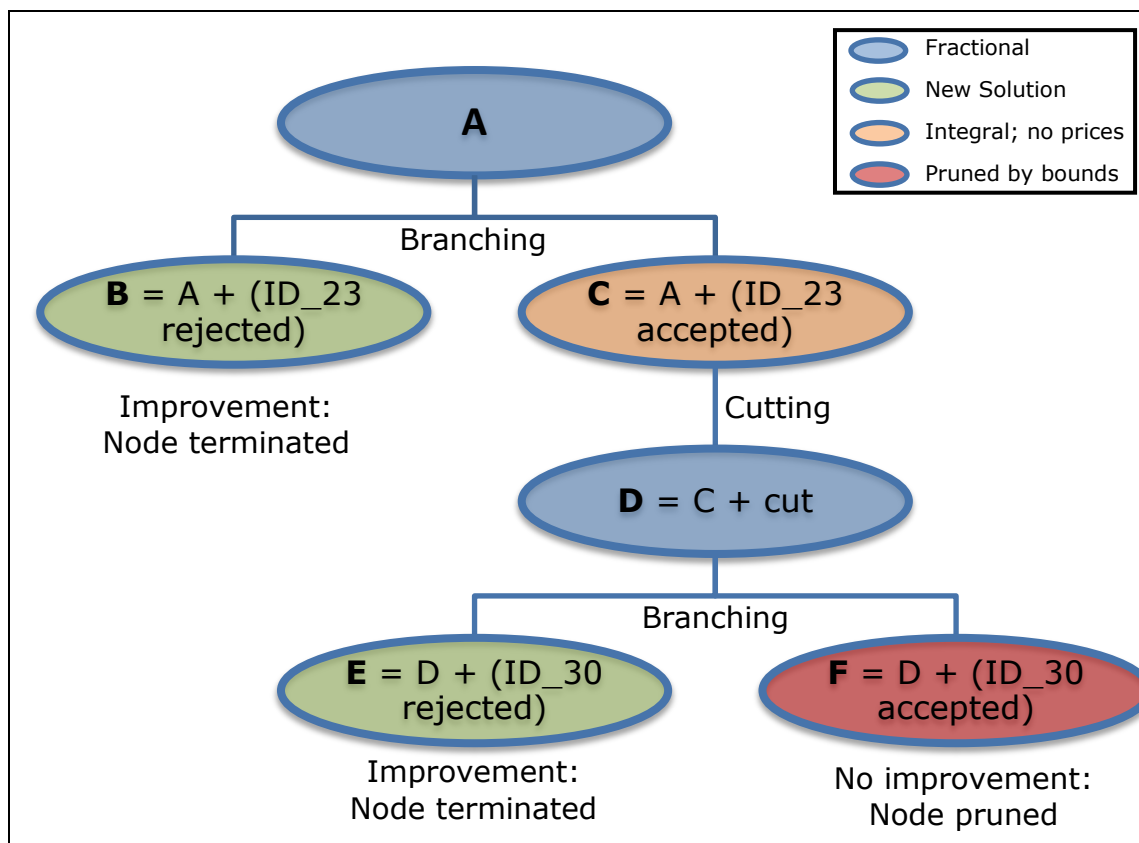 Fractional
New Solution
Integral; no prices
Pruned by bounds
A
Branching
B = A + (ID_23
rejected)
C = A + (ID_23
accepted)
Improvement:
Node terminated
Cutting
D = C + cut
Branching
E = D + (ID_30
rejected)
F = D + (ID_30
accepted)
Improvement:
Node terminated
No improvement:
Node pruned